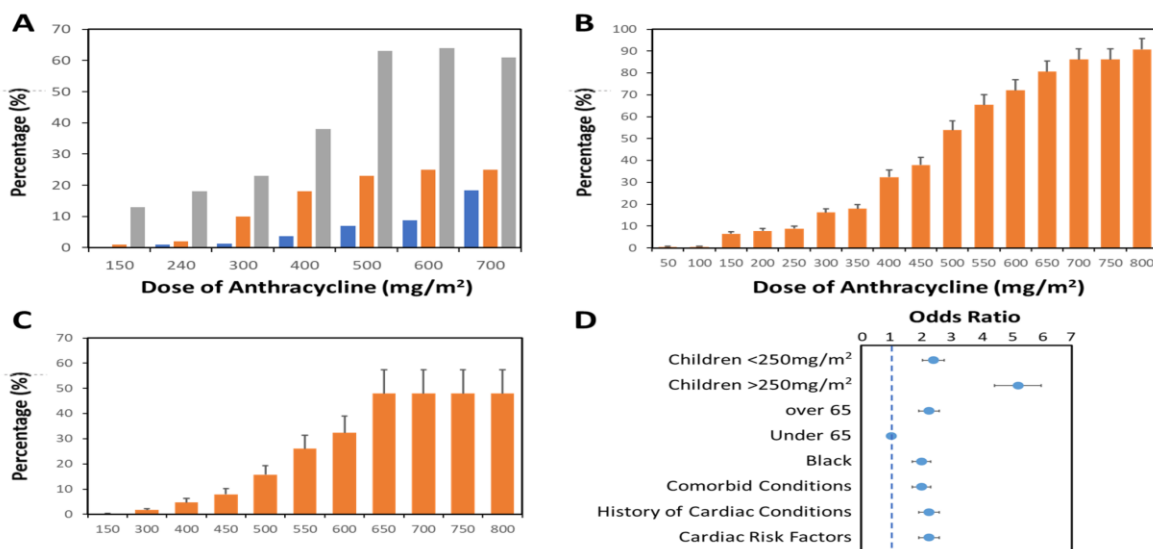 A
Percentage (%)
70
60
50
40
30
20
10
0
150 240 300 400 500 600 700
Dose of Anthracycline (mg/m²)
B
Percentage (%)
100
90
80
70
60
50
40
30
20
10
0
50 100 150 200 250 300 350 400 450 500 550 600 650 700 750 800
Dose of Anthracycline (mg/m²)
C
Percentage (%)
70
60
50
40
30
20
10
0
150 300 400 450 500 550 600 650 700 750 800
D
Odds Ratio
0 1 2 3 4 5 6 7
Children <250mg/m²
Children >250mg/m²
over 65
Under 65
Black
Comorbid Conditions
History of Cardiac Conditions
Cardiac Risk Factors